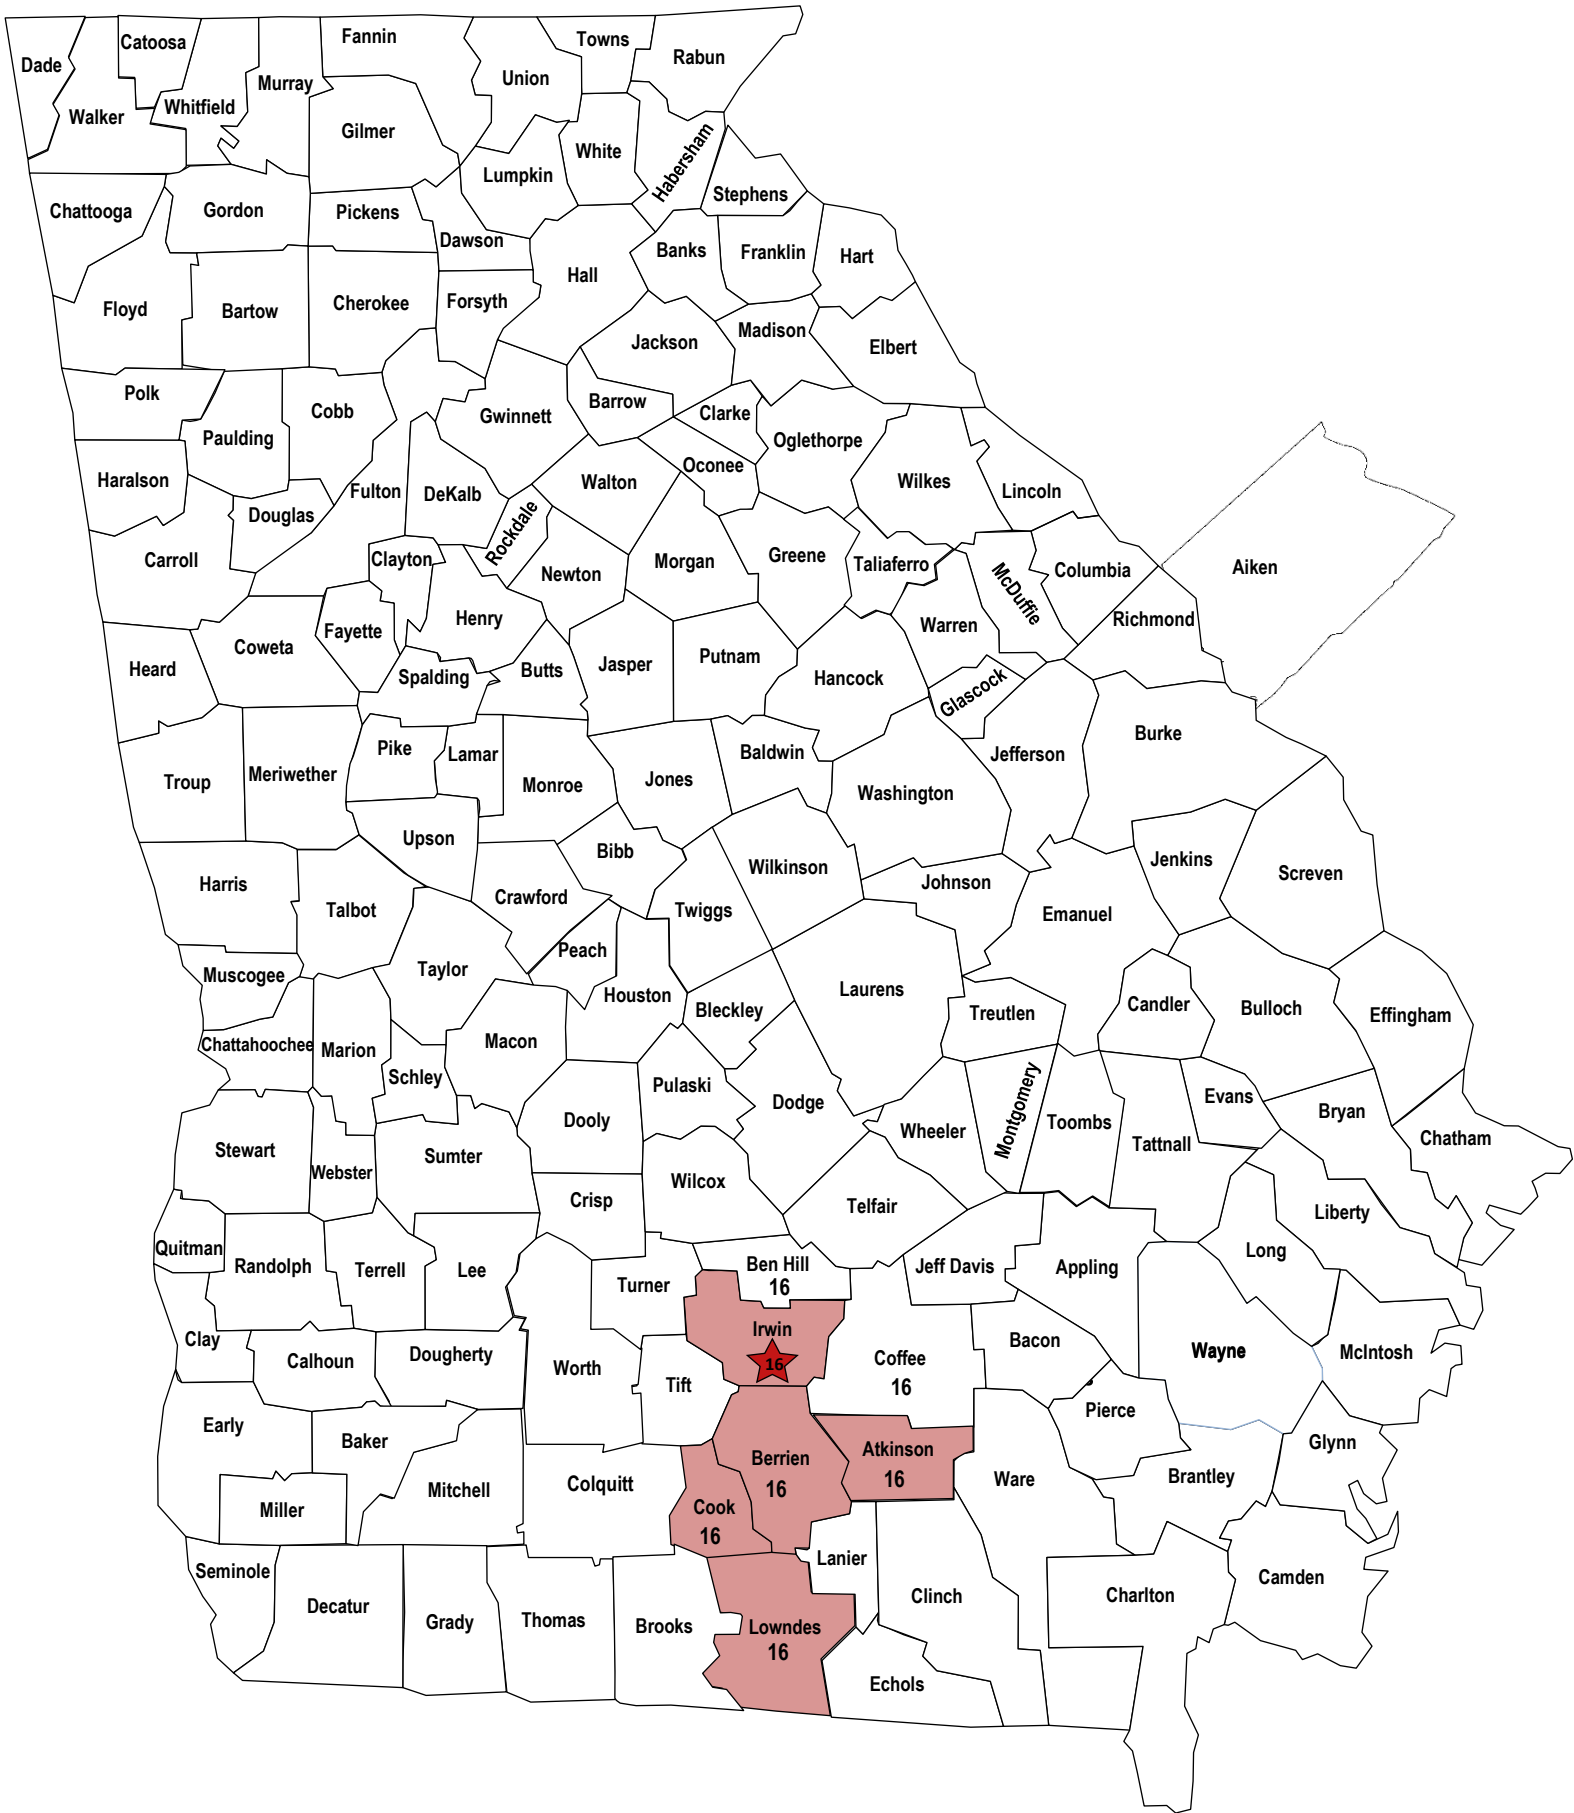 Dade
Catoosa
Walker
Whitfield
Murray
Fannin
Gilmer
Union
Towns
Rabun
White
Lumpkin
Habersham
Stephens
Chattooga
Gordon
Pickens
Dawson
Hall
Banks
Franklin
Hart
Floyd
Bartow
Cherokee
Forsyth
Jackson
Madison
Elbert
Polk
Paulding
Cobb
Gwinnett
Barrow
Clarke
Oglethorpe
Haralson
Douglas
Fulton
DeKalb
Rockdale
Walton
Oconee
Wilkes
Lincoln
Carroll
Clayton
Newton
Morgan
Greene
Taliaferro
McDuffie
Columbia
Aiken
Heard
Coweta
Fayette
Henry
Spalding
Butts
Jasper
Putnam
Hancock
Warren
Glascock
Richmond
Troup
Meriwether
Pike
Lamar
Monroe
Jones
Baldwin
Washington
Jefferson
Burke
Harris
Talbot
Upson
Crawford
Bibb
Twiggs
Wilkinson
Johnson
Emanuel
Jenkins
Screven
Muscogee
Taylor
Peach
Houston
Bleckley
Laurens
Treutlen
Candler
Bulloch
Effingham
Chattahoochee
Marion
Schley
Macon
Dooly
Pulaski
Dodge
Wheeler
Montgomery
Toombs
Tattnall
Evans
Bryan
Chatham
Stewart
Webster
Sumter
Crisp
Wilcox
Telfair
Liberty
Quitman
Randolph
Terrell
Lee
Turner
Ben Hill
16
Jeff Davis
Appling
Long
Clay
Calhoun
Dougherty
Worth
Tift
Irwin
16
Coffee
16
Bacon
Wayne
McIntosh
Early
Baker
Mitchell
Colquitt
Cook
16
Berrien
16
Atkinson
16
Ware
Pierce
Brantley
Glynn
Miller
Seminole
Decatur
Grady
Thomas
Brooks
Lowndes
16
Lanier
Clinch
Echols
Charlton
Camden